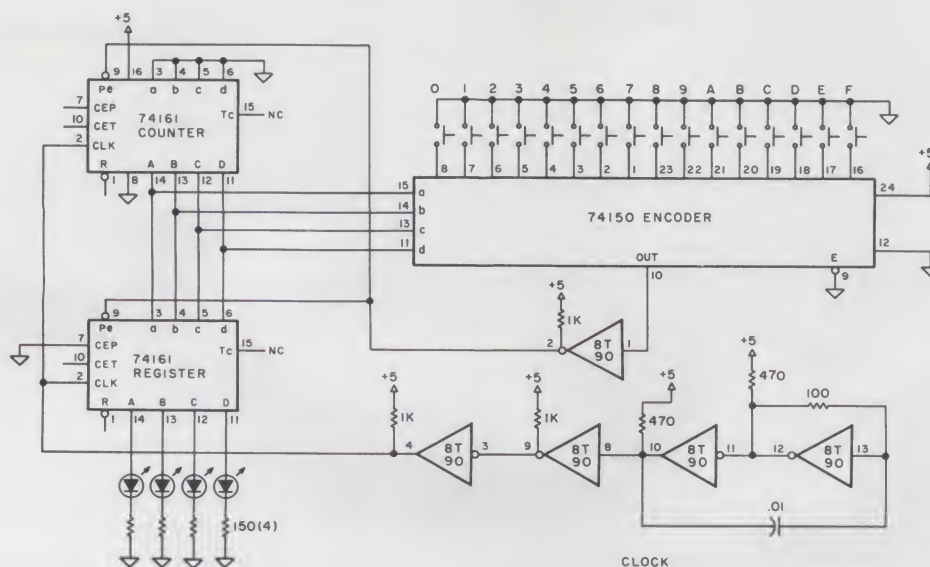 +5
9 16 3 4 5 6
Pe a b c d
7 CEP
10 CET
2 CLK
74161
COUNTER
Tc 15 NC
R A B C D
1 8 14 13 12 11
0 1 2 3 4 5 6 7 8 9 A B C D E F
8 7 6 5 4 3 2 1 23 22 21 20 19 18 17 16
+5
15 a
14 b
13 c
11 d
74150 ENCODER
24
12
OUT
10
E
9
9 3 4 5 6
Pe a b c d
7 CEP
10 CET
2 CLK
74161
REGISTER
Tc 15 NC
R A B C D
1 14 13 12 11
150(4)
+5
1K
2 8T 90 1
+5
1K
4 8T 90 3
+5
1K
9 8T 90 8
+5
470
10 8T 90 11
+5
470
100
12 8T 90 13
.01
CLOCK